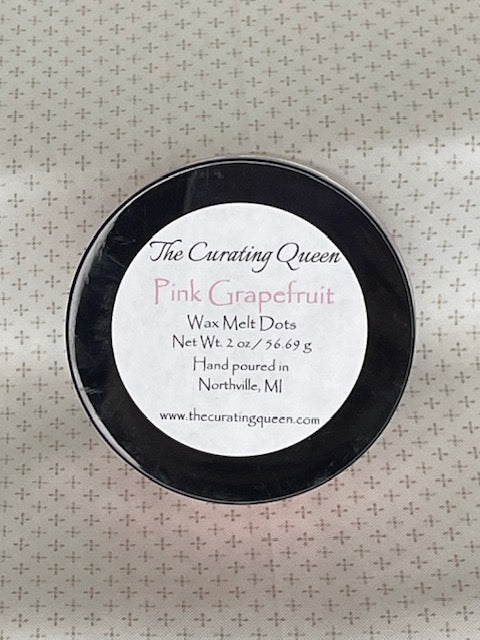 The Curating Queen
Pink Grapefruit
Wax Melt Dots
Net Wt. 2 oz / 56.69 g
Hand poured in
Northville, MI
www.thecuratingqueen.com